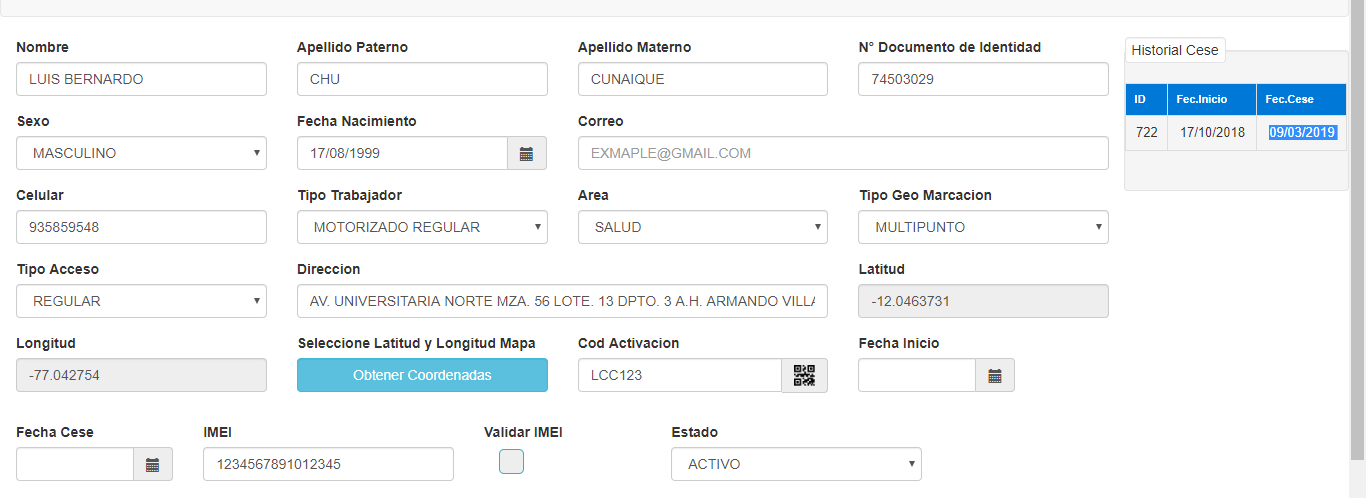 Nombre Apellido Paterno Apellido Materno N° Documento de Identidad
LUIS BERNARDO CHU CUNAIQUE 74503029
Historial Cese
ID Fec.Inicio Fec.Cese
722 17/10/2018 09/03/2019
Sexo Fecha Nacimiento Correo
MASCULINO 17/08/1999 EXMAPLE@GMAIL.COM
Celular Tipo Trabajador Area Tipo Geo Marcacion
935859548 MOTORIZADO REGULAR SALUD MULTIPUNTO
Tipo Acceso Direccion Latitud
REGULAR AV. UNIVERSITARIA NORTE MZA. 56 LOTE. 13 DPTO. 3 A.H. ARMANDO VILLA -12.0463731
Longitud Seleccione Latitud y Longitud Mapa Cod Activacion Fecha Inicio
-77.042754 Obtener Coordenadas LCC123
Fecha Cese IMEI Validar IMEI Estado
1234567891012345 ACTIVO